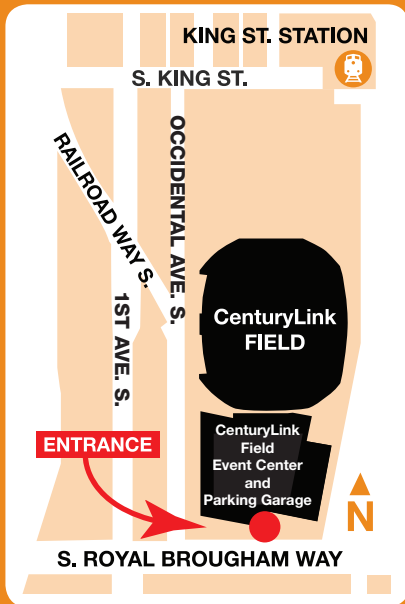 KING ST. STATION
S. KING ST.
RAILROAD WAY S.
OCCIDENTAL AVE. S.
1ST AVE. S.
CenturyLink
FIELD
CenturyLink
Field
Event Center
and
Parking Garage
ENTRANCE
N
S. ROYAL BROUGHAM WAY